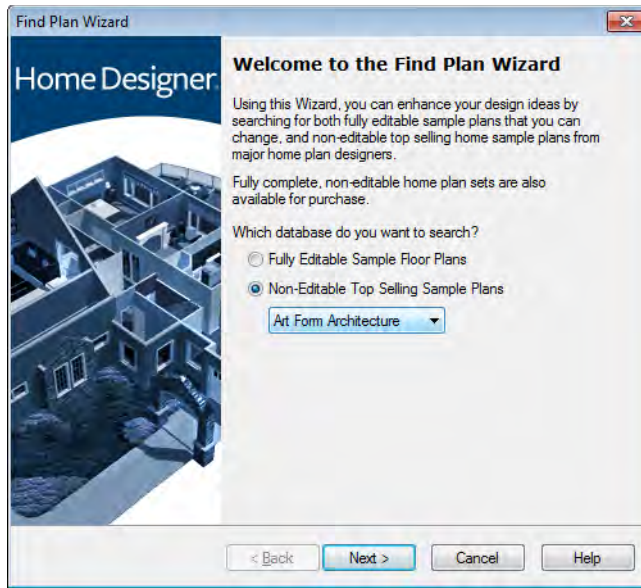 Find Plan Wizard
Home Designer
Welcome to the Find Plan Wizard
Using this Wizard, you can enhance your design ideas by
searching for both fully editable sample plans that you can
change, and non-editable top selling home sample plans from
major home plan designers.
Fully complete, non-editable home plan sets are also
available for purchase.
Which database do you want to search?
Fully Editable Sample Floor Plans
Non-Editable Top Selling Sample Plans
Art Form Architecture
< Back
Next >
Cancel
Help